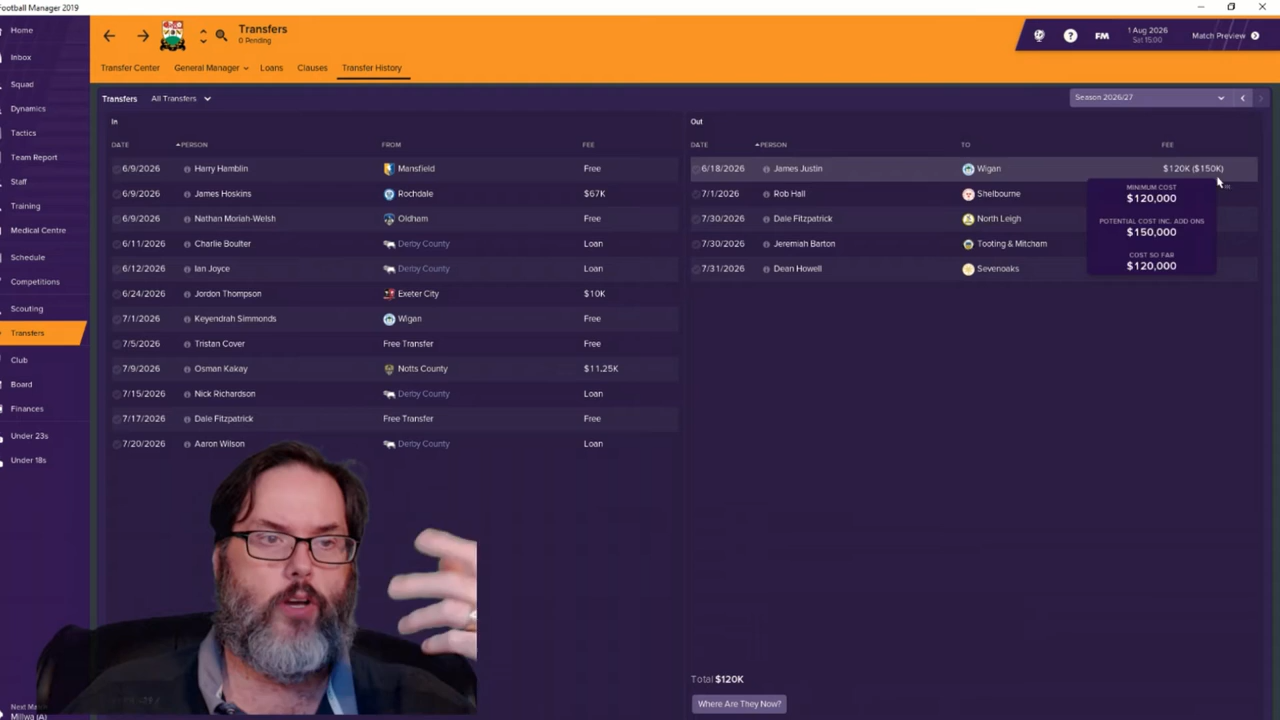 Football Manager 2019
Home
Inbox
Squad
Dynamics
Tactics
Team Report
Staff
Training
Medical Centre
Schedule
Competitions
Scouting
Transfers
Club
Board
Finances
Under 23s
Under 18s
Transfers
0 Pending
FM
1 Aug 2026
Sat 15:00
Match Preview
Transfer Center
General Manager
Loans
Clauses
Transfer History
Transfers
All Transfers
Season 2026/27
In
DATE PERSON FROM FEE
6/9/2026 Harry Hamblin Mansfield Free
6/9/2026 James Hoskins Rochdale $67K
6/9/2026 Nathan Moriah-Welsh Oldham Free
6/11/2026 Charlie Boulter Derby County Loan
6/12/2026 Ian Joyce Derby County Loan
6/24/2026 Jordon Thompson Exeter City $10K
7/1/2026 Keyendrah Simmonds Wigan Free
7/5/2026 Tristan Cover Free Transfer Free
7/9/2026 Osman Kakay Notts County $11.25K
7/15/2026 Nick Richardson Derby County Loan
7/17/2026 Dale Fitzpatrick Free Transfer Free
7/20/2026 Aaron Wilson Derby County Loan
Out
DATE PERSON TO FEE
6/18/2026 James Justin Wigan $120K ($150K)
7/1/2026 Rob Hall Shelbourne
7/30/2026 Dale Fitzpatrick North Leigh
7/30/2026 Jeremiah Barton Tooting & Mitcham
7/31/2026 Dean Howell Sevenoaks
MINIMUM COST
$120,000
POTENTIAL COST INC. ADD ONS
$150,000
COST SO FAR
$120,000
Total $120K
Where Are They Now?